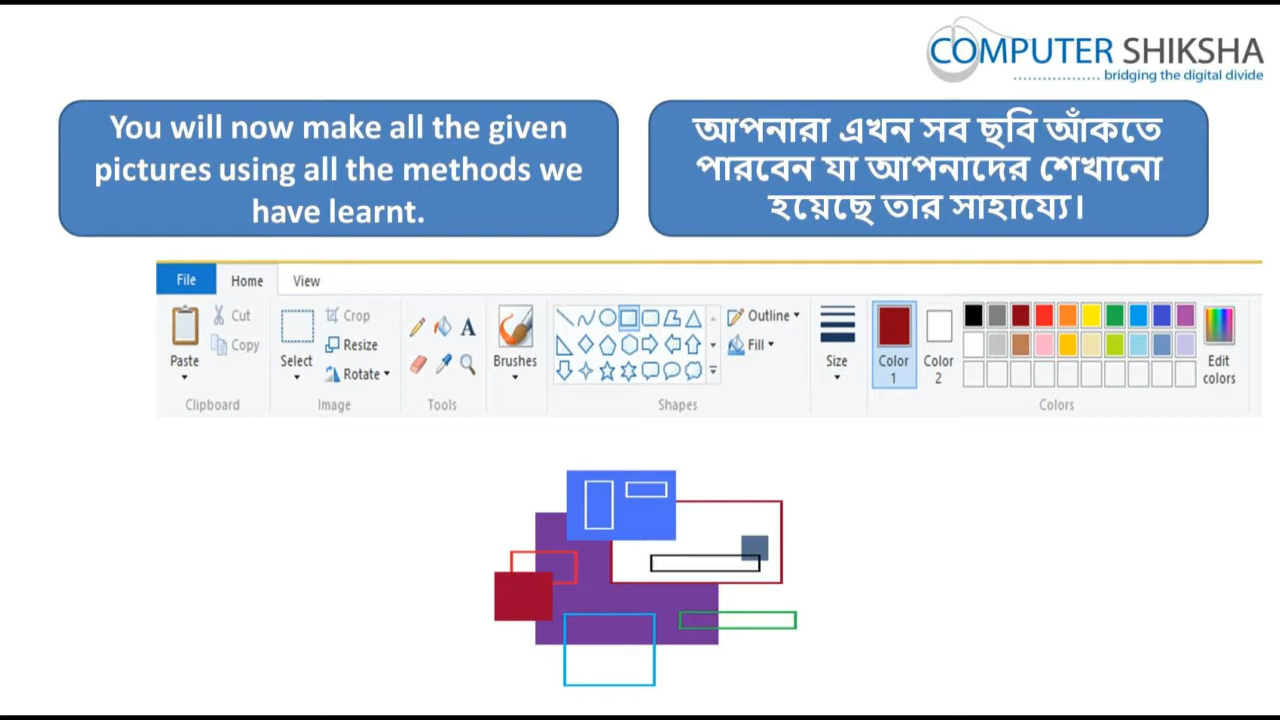 COMPUTER SHIKSHA
bridging the digital divide
You will now make all the given
pictures using all the methods we
have learnt.
আপনারা এখন সব ছবি আঁকতে
পারবেন যা আপনাদের শেখানো
হয়েছে তার সাহায্যে।
File Home View
Paste
Cut
Copy
Clipboard
Select
Crop
Resize
Rotate
Image
A
Tools
Brushes
Outline
Fill
Shapes
Size
Color
1
Color
2
Edit
colors
Colors